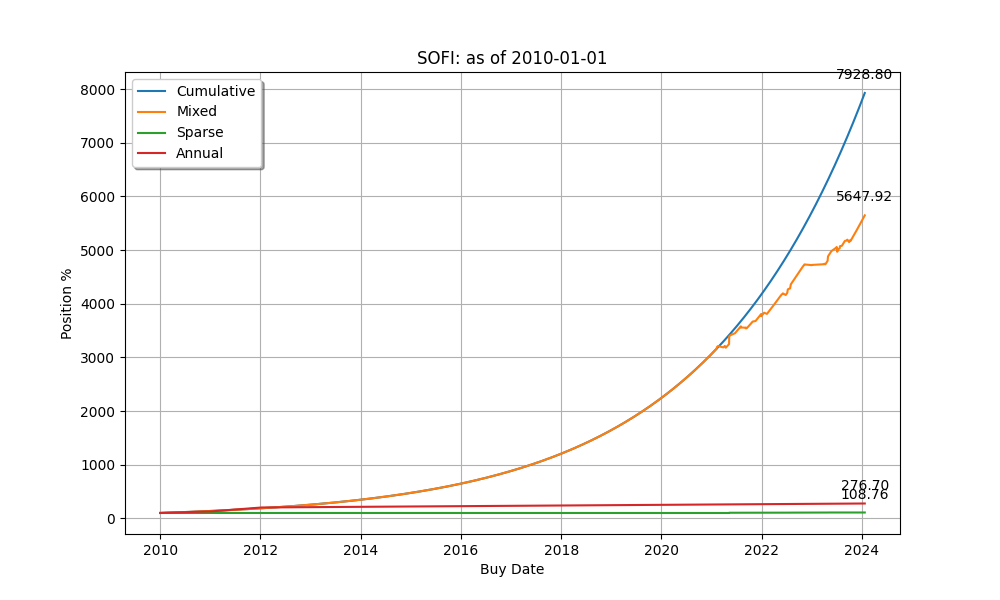 SOFI: as of 2010-01-01
7928.80
8000
Cumulative
Mixed
Sparse
Annual
7000
6000
5647.92
5000
4000
3000
2000
1000
276.70
108.76
0
Position %
2010 2012 2014 2016 2018 2020 2022 2024
Buy Date